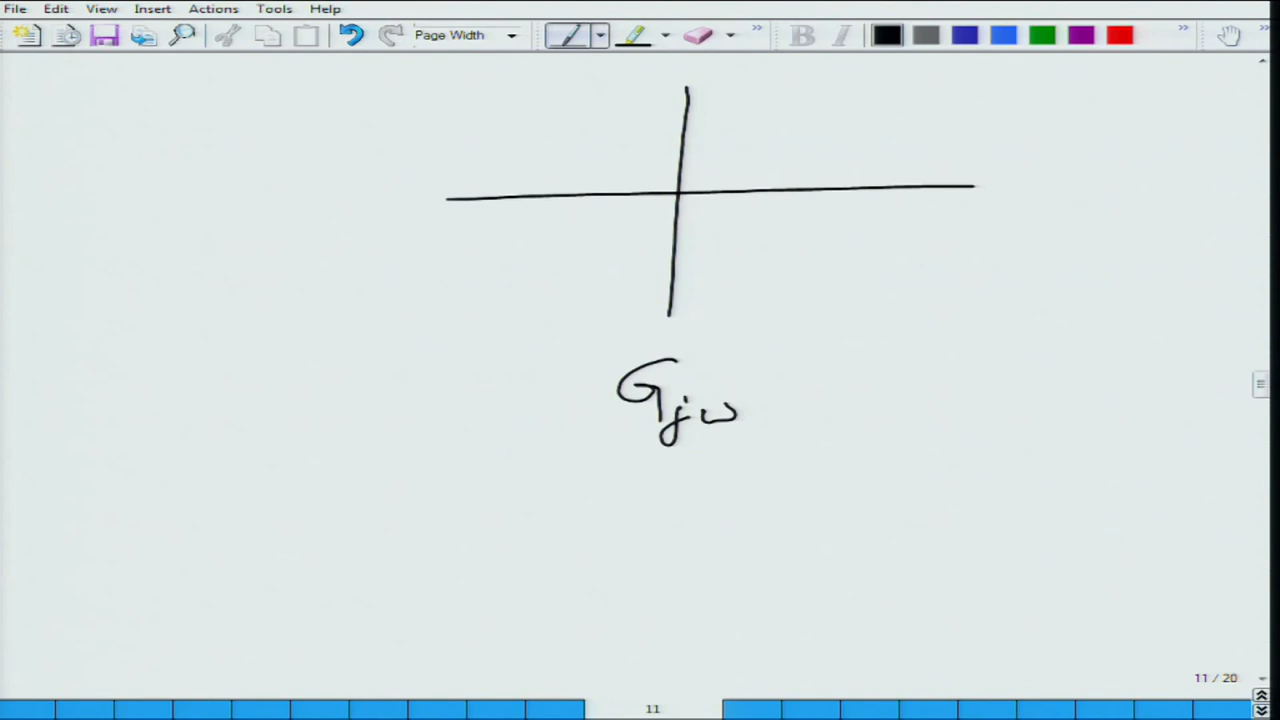 File Edit View Insert Actions Tools Help
Page Width B I
Gjω
11 / 20
11